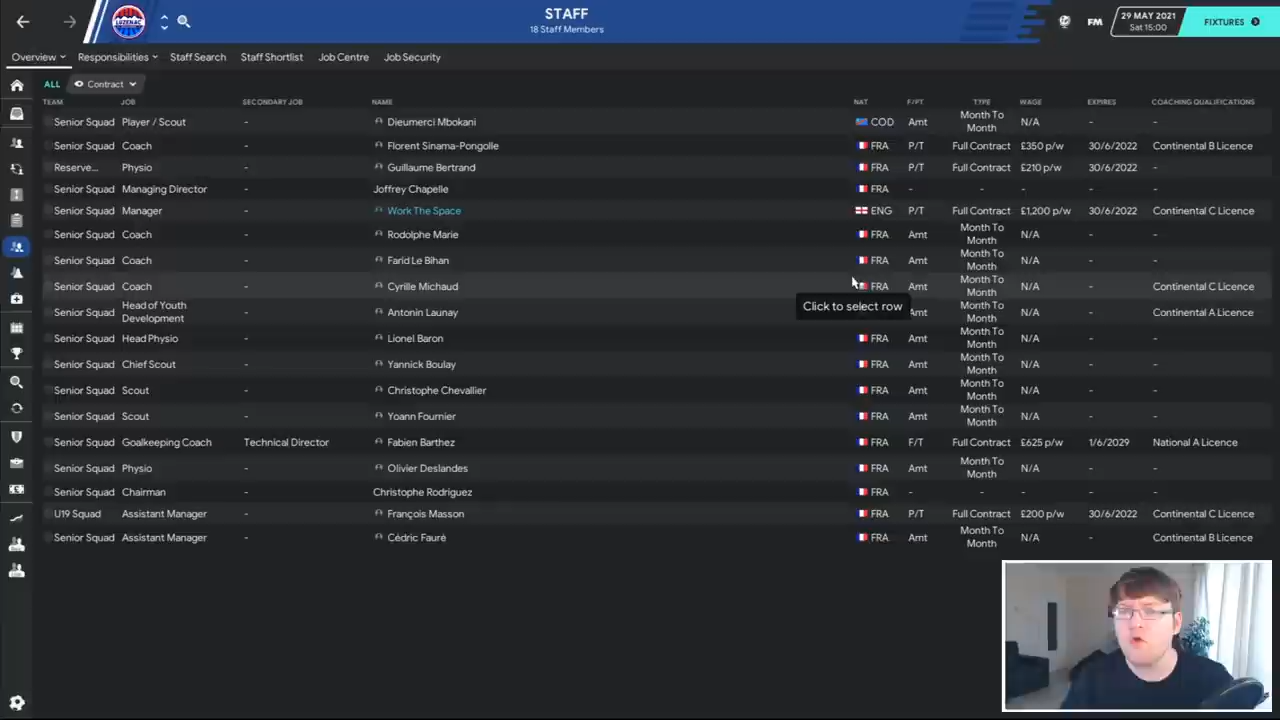 STAFF
18 Staff Members
LUZENAC
FM
29 MAY 2021
Sat 15:00
FIXTURES
Overview Responsibilities Staff Search Staff Shortlist Job Centre Job Security
ALL Contract
TEAM JOB SECONDARY JOB NAME NAT F/PT TYPE WAGE EXPIRES COACHING QUALIFICATIONS
Senior Squad Player / Scout - Dieumerci Mbokani COD Amt Month To Month N/A - -
Senior Squad Coach - Florent Sinama-Pongolle FRA P/T Full Contract £350 p/w 30/6/2022 Continental B Licence
Reserve... Physio - Guillaume Bertrand FRA P/T Full Contract £210 p/w 30/6/2022 -
Senior Squad Managing Director Joffrey Chapelle FRA - - - - -
Senior Squad Manager - Work The Space ENG P/T Full Contract £1,200 p/w 30/6/2022 Continental C Licence
Senior Squad Coach - Rodolphe Marie FRA Amt Month To Month N/A - -
Senior Squad Coach - Farid Le Bihan FRA Amt Month To Month N/A - -
Senior Squad Coach - Cyrille Michaud FRA Amt Month To Month N/A - Continental C Licence
Click to select row
Senior Squad Head of Youth Development - Antonin Launay Amt Month To Month N/A - Continental A Licence
Senior Squad Head Physio - Lionel Baron FRA Amt Month To Month N/A - -
Senior Squad Chief Scout - Yannick Boulay FRA Amt Month To Month N/A - -
Senior Squad Scout - Christophe Chevallier FRA Amt Month To Month N/A - -
Senior Squad Scout - Yoann Fournier FRA Amt Month To Month N/A - -
Senior Squad Goalkeeping Coach Technical Director Fabien Barthez FRA F/T Full Contract £625 p/w 1/6/2029 National A Licence
Senior Squad Physio - Olivier Deslandes FRA Amt Month To Month N/A - -
Senior Squad Chairman - Christophe Rodriguez FRA - - - - -
U19 Squad Assistant Manager - François Masson FRA P/T Full Contract £200 p/w 30/6/2022 Continental C Licence
Senior Squad Assistant Manager - Cédric Fauré FRA Amt Month To Month N/A - Continental B Licence